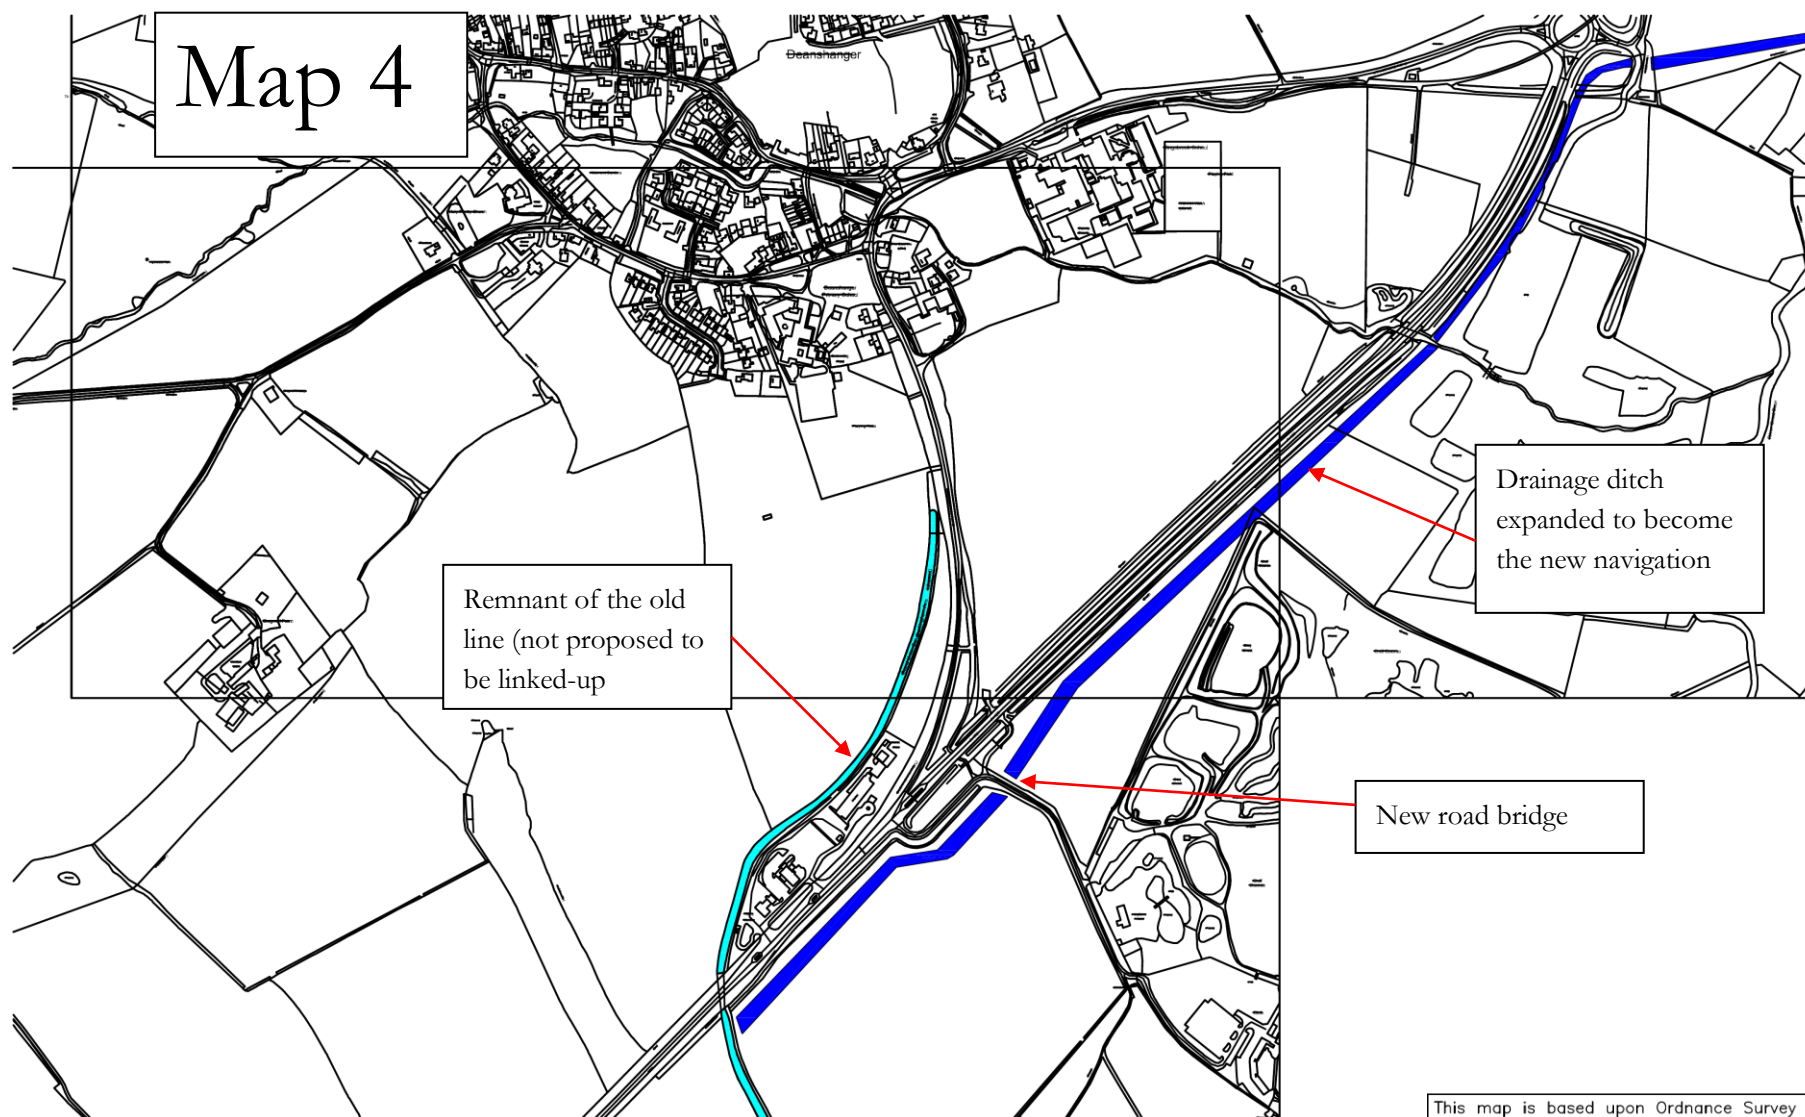 Map 4
Deanshanger
Drainage ditch
expanded to become
the new navigation
Remnant of the old
line (not proposed to
be linked-up
New road bridge
This map is based upon Ordnance Survey